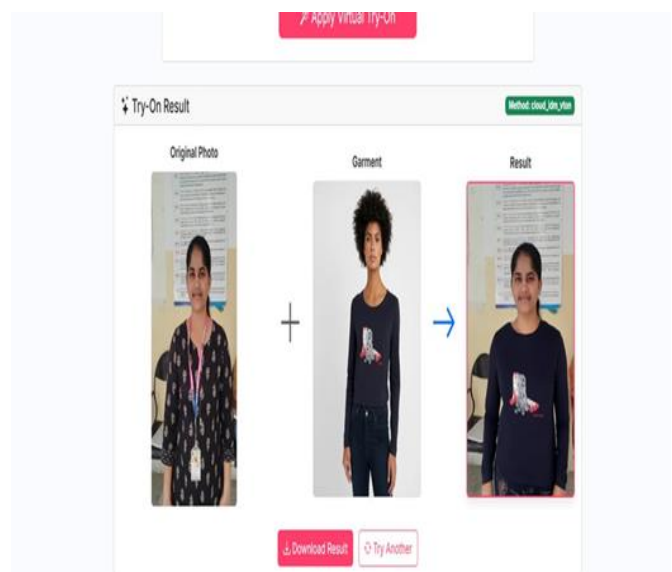 Apply Virtual Try-On
Try-On Result
Method: cloud_idm_vton
Original Photo
Garment
Result
Download Result
Try Another